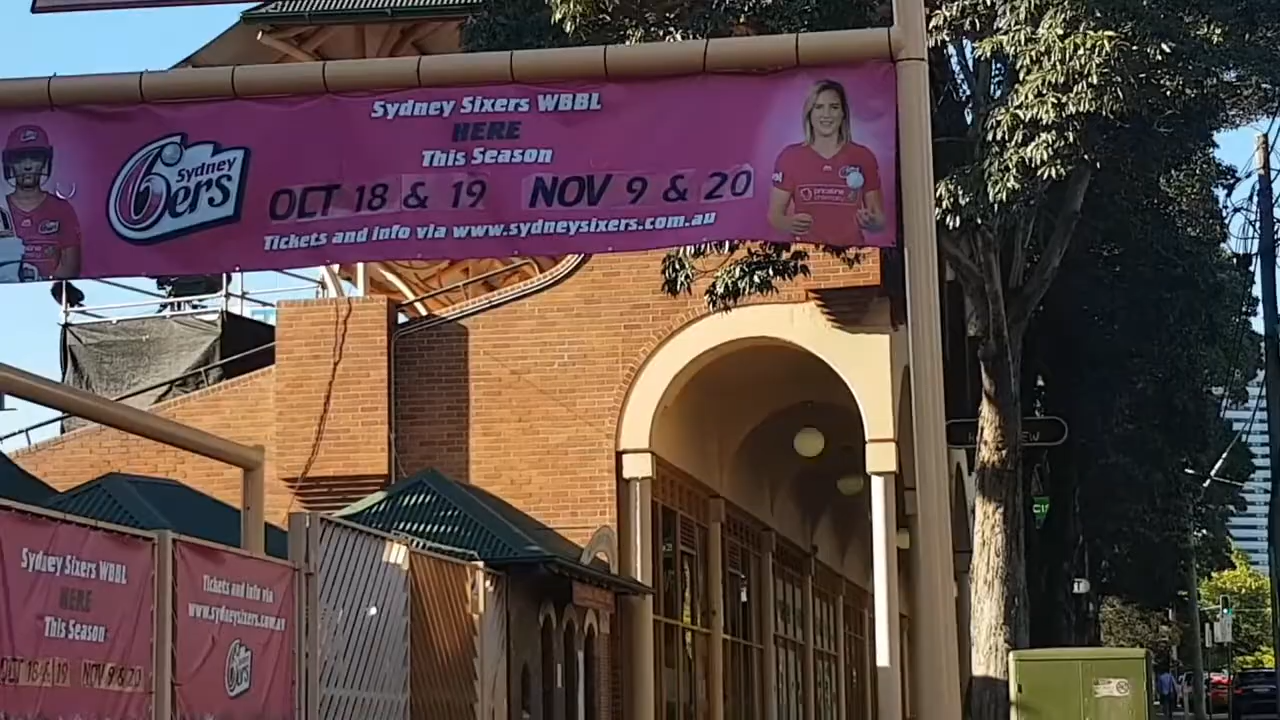 Sydney Sixers WBBL
HERE
This Season
OCT 18 & 19 NOV 9 & 20
Tickets and info via www.sydneysixers.com.au
Sydney
6ers
Sydney Sixers WBBL
HERE
This Season
OCT 18 & 19 NOV 9 & 20
Tickets and info via
www.sydneysixers.com.au
6ers